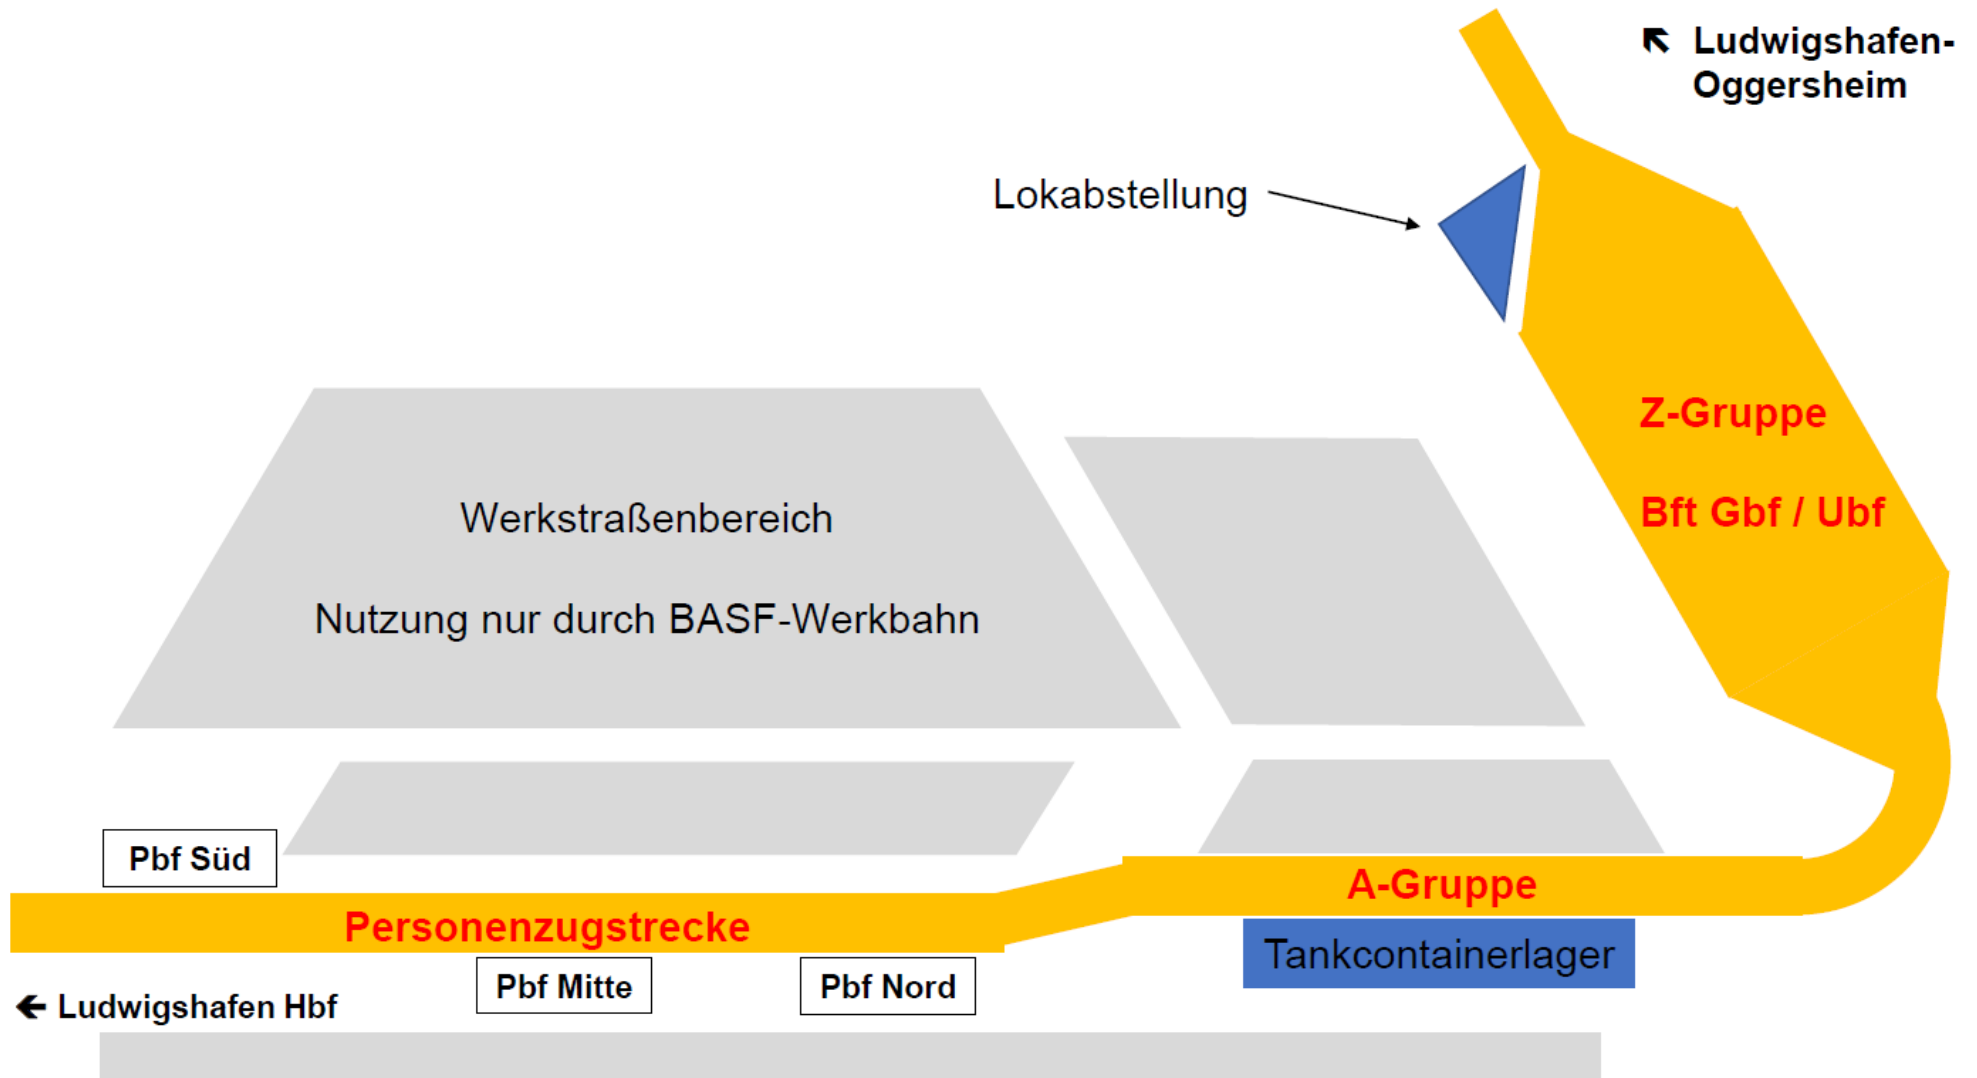 🡴 Ludwigshafen-
Oggersheim
Lokabstellung
Z-Gruppe
Bft Gbf / Ubf
Werkstraßenbereich
Nutzung nur durch BASF-Werkbahn
Pbf Süd
A-Gruppe
Personenzugstrecke
Tankcontainerlager
Pbf Mitte
Pbf Nord
🡰 Ludwigshafen Hbf